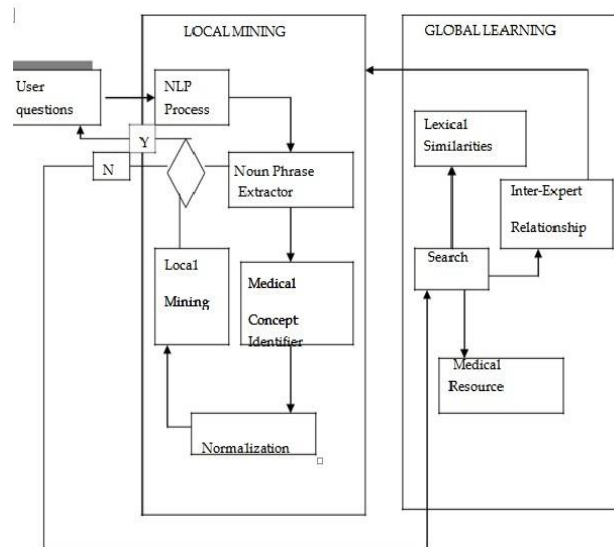 LOCAL MINING
GLOBAL LEARNING
User
questions
NLP
Process
Y
N
Noun Phrase
Extractor
Local
Mining
Medical
Concept
Identifier
Normalization
Lexical
Similarities
Inter-Expert
Relationship
Search
Medical
Resource